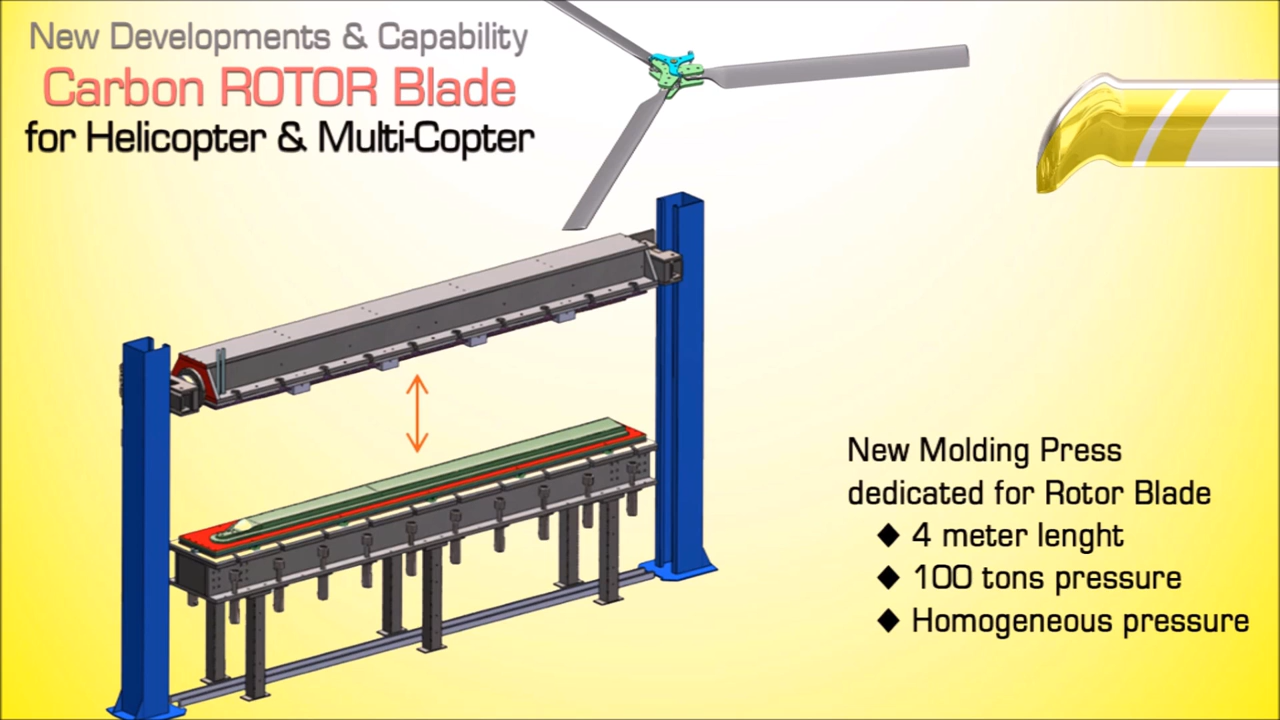 New Developments & Capability
Carbon ROTOR Blade
for Helicopter & Multi-Copter
New Molding Press
dedicated for Rotor Blade
◆ 4 meter lenght
◆ 100 tons pressure
◆ Homogeneous pressure